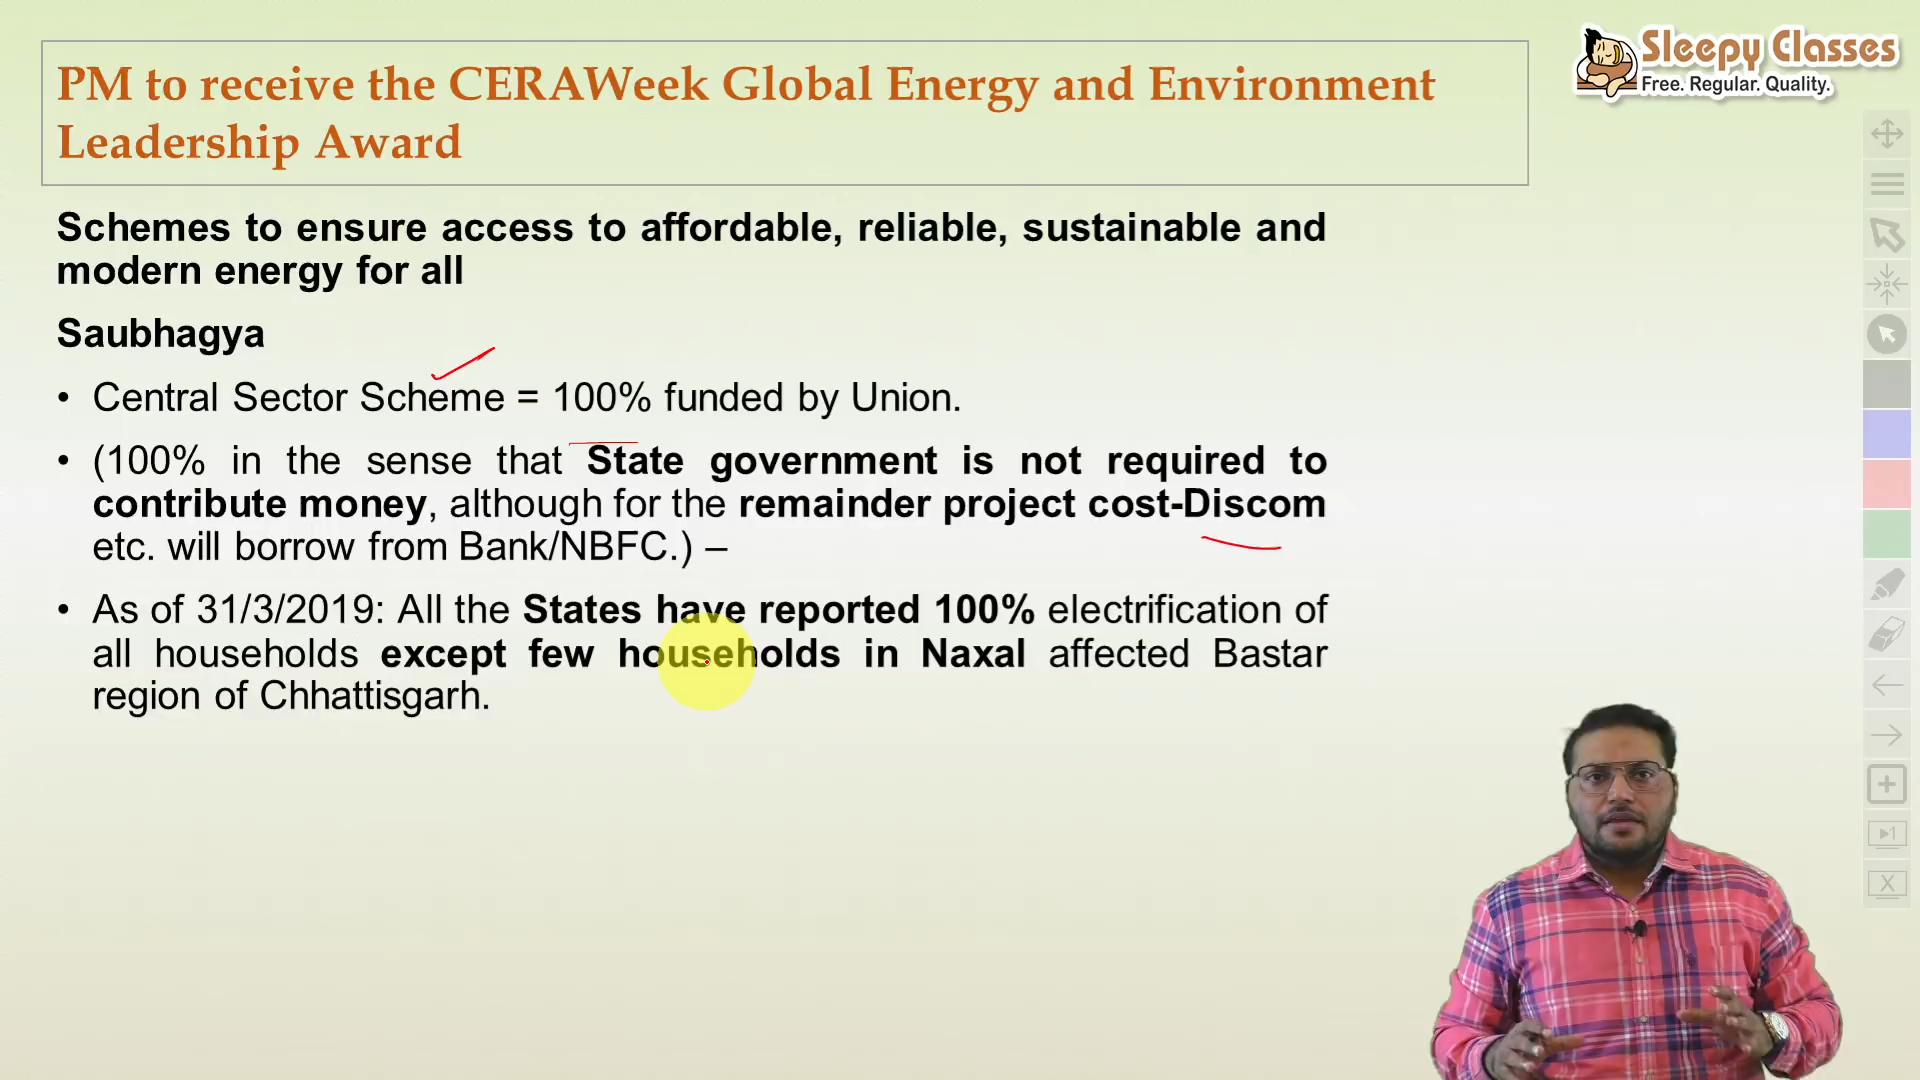 Sleepy Classes
Free. Regular. Quality.
PM to receive the CERAWeek Global Energy and Environment
Leadership Award
Schemes to ensure access to affordable, reliable, sustainable and
modern energy for all
Saubhagya
• Central Sector Scheme = 100% funded by Union.
• (100% in the sense that State government is not required to
contribute money, although for the remainder project cost-Discom
etc. will borrow from Bank/NBFC.) –
• As of 31/3/2019: All the States have reported 100% electrification of
all households except few households in Naxal affected Bastar
region of Chhattisgarh.
1
X